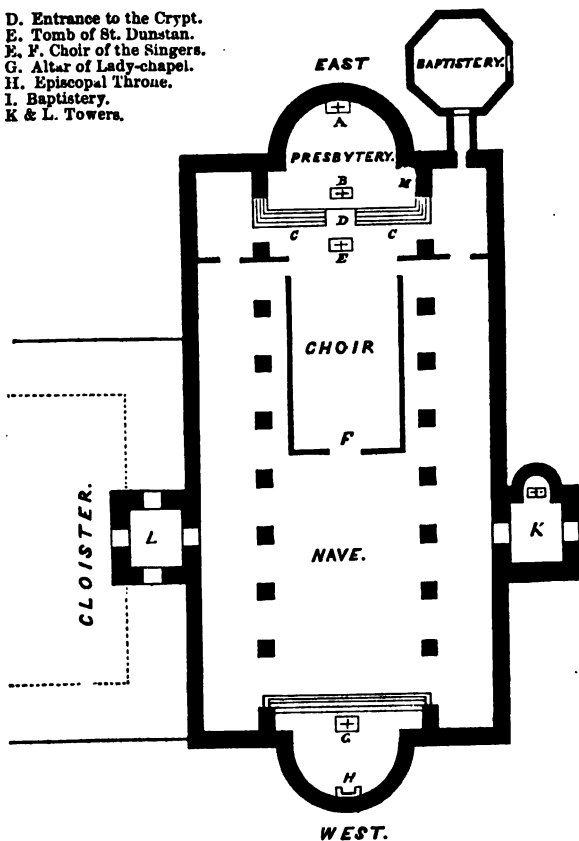 D. Entrance to the Crypt.
E. Tomb of St. Dunstan.
E, F. Choir of the Singers.
G. Altar of Lady-chapel.
H. Episcopal Throne.
I. Baptistery.
K & L. Towers.
EAST
BAPTISTERY.
A
PRESBYTERY.
B
M
D
C
C
E
CHOIR
F
CLOISTER.
L
K
NAVE.
G
H
WEST.